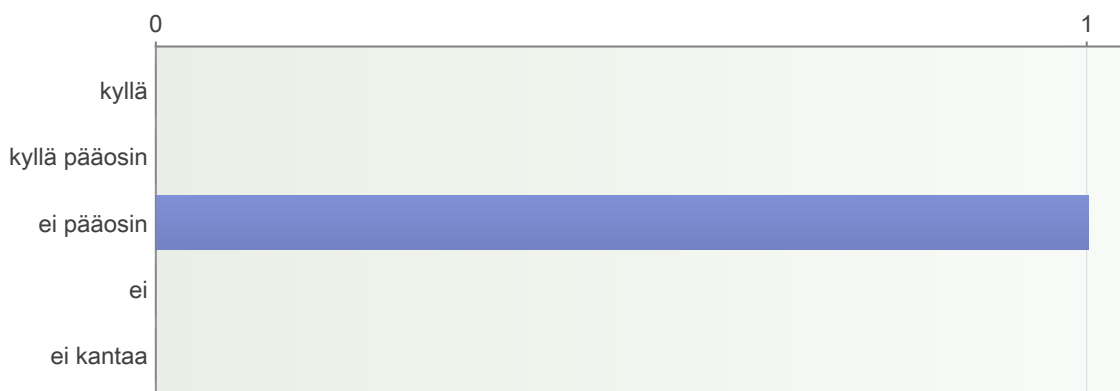 0 1
kyllä
kyllä pääosin
ei pääosin
ei
ei kantaa